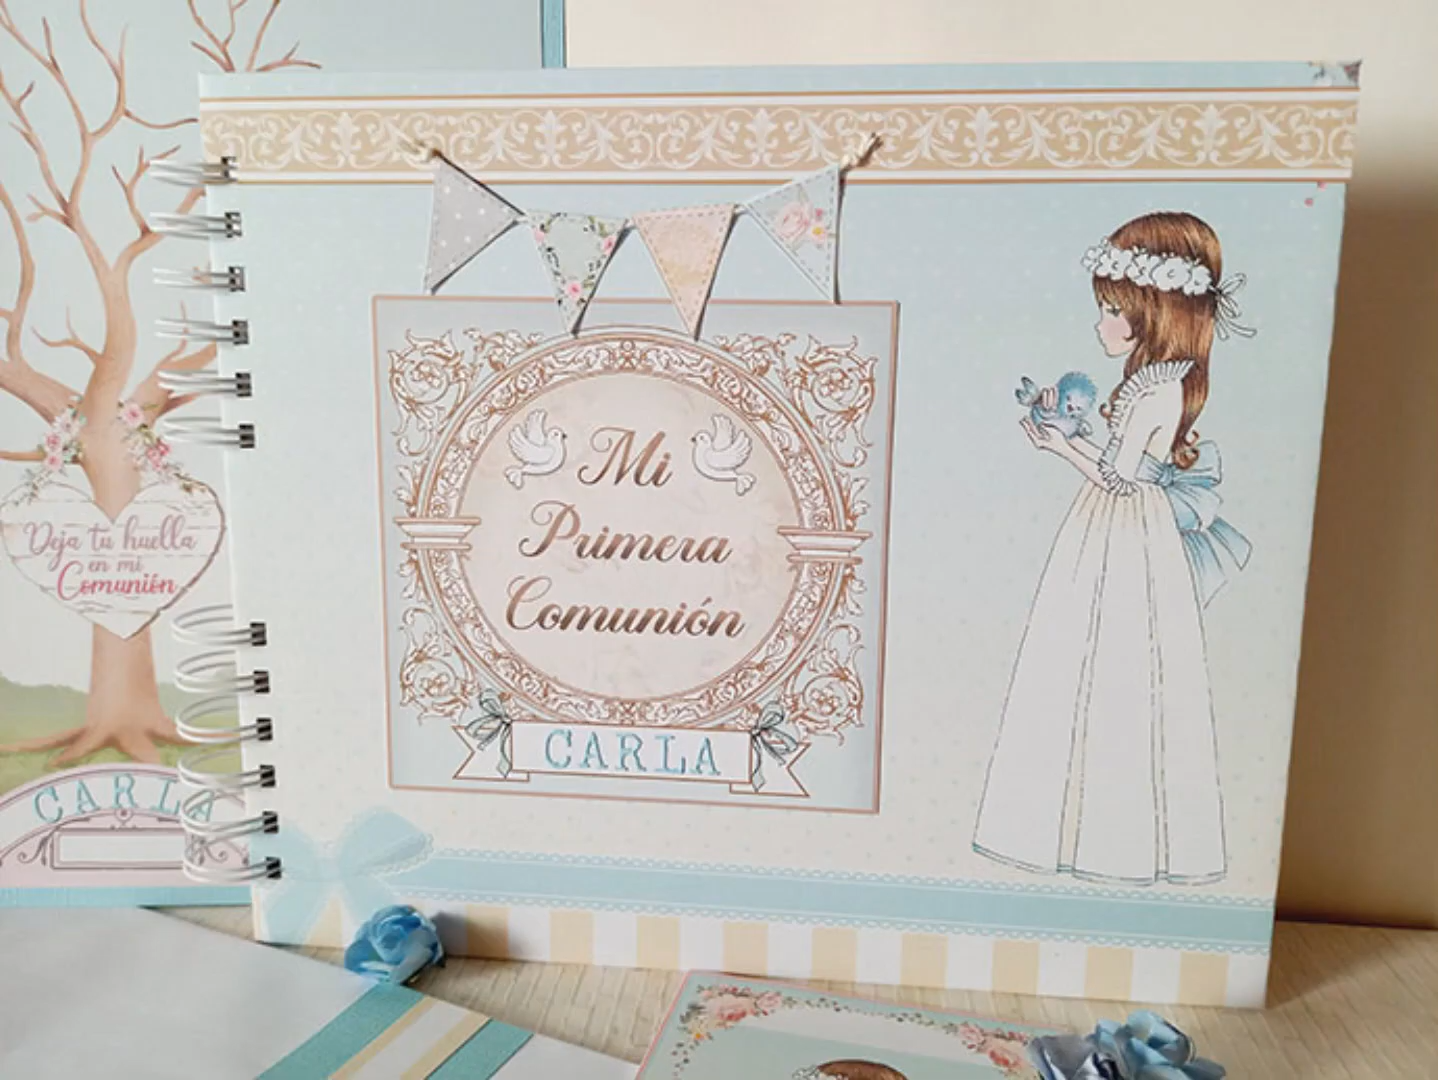 Mi
Primera
Comunión
CARLA
Deja tu huella
en mi
Comunión
CARLA